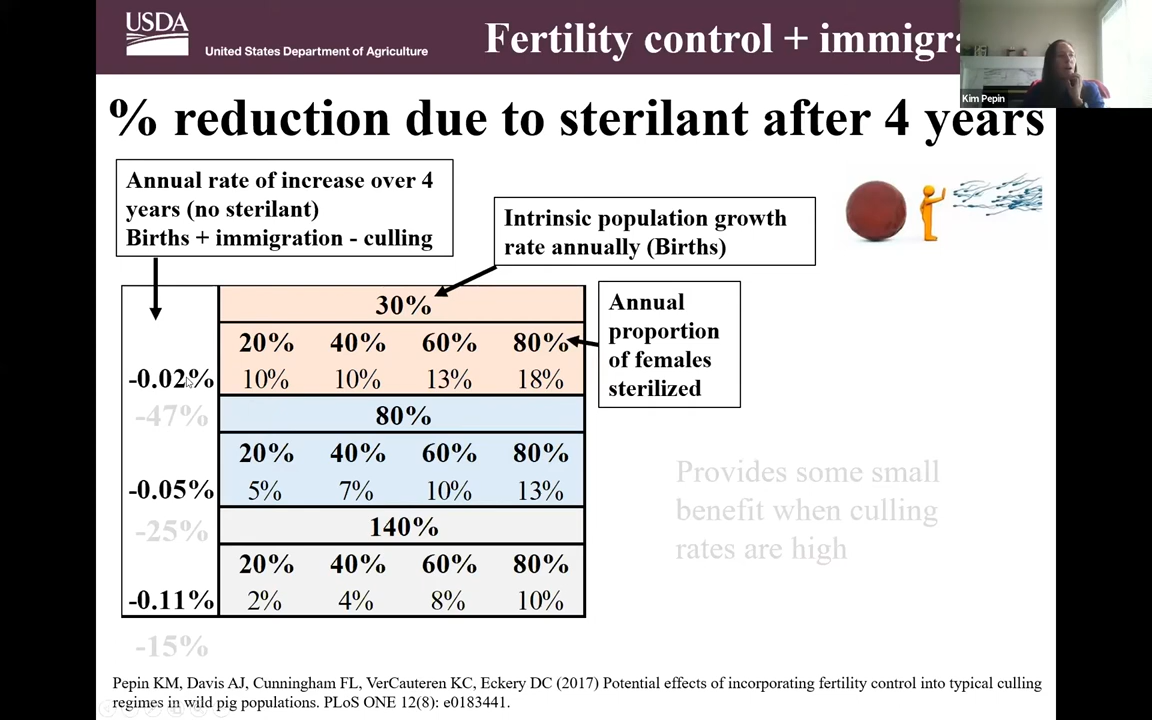 USDA
United States Department of Agriculture
Fertility control + immigra
Kim Pepin
% reduction due to sterilant after 4 years
Annual rate of increase over 4
years (no sterilant)
Births + immigration - culling
Intrinsic population growth
rate annually (Births)
Annual
proportion
of females
sterilized
30%
20% 40% 60% 80%
-0.02% 10% 10% 13% 18%
-47% 80%
20% 40% 60% 80%
-0.05% 5% 7% 10% 13%
-25% 140%
20% 40% 60% 80%
-0.11% 2% 4% 8% 10%
-15%
Provides some small
benefit when culling
rates are high
Pepin KM, Davis AJ, Cunningham FL, VerCauteren KC, Eckery DC (2017) Potential effects of incorporating fertility control into typical culling
regimes in wild pig populations. PLoS ONE 12(8): e0183441.